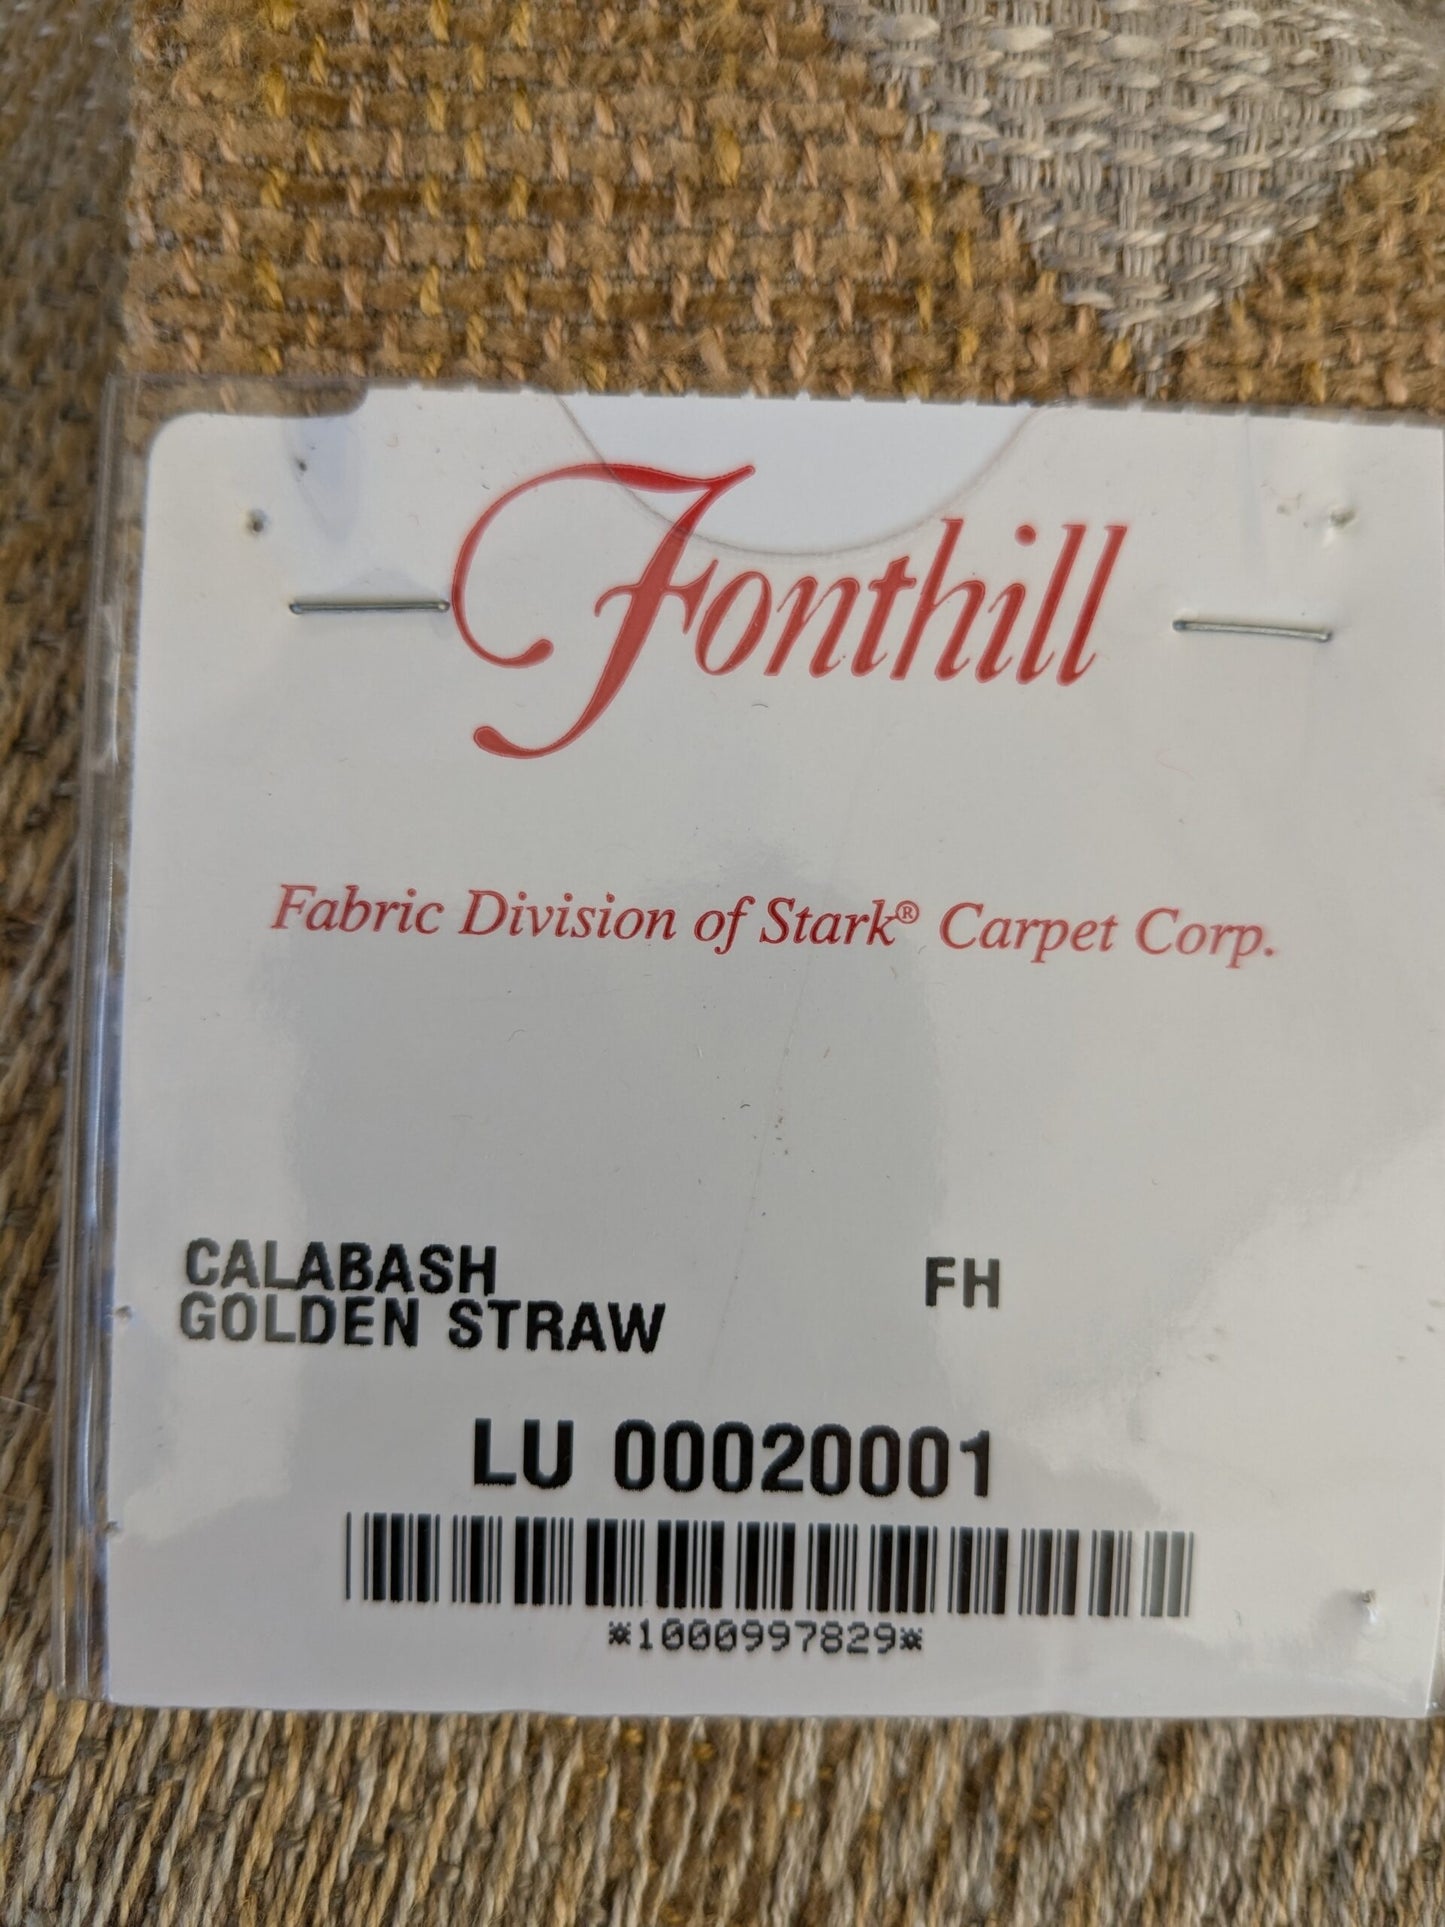 Fonthill
Fabric Division of Stark® Carpet Corp.
CALABASH FH
GOLDEN STRAW
LU 00020001
*1000997829*